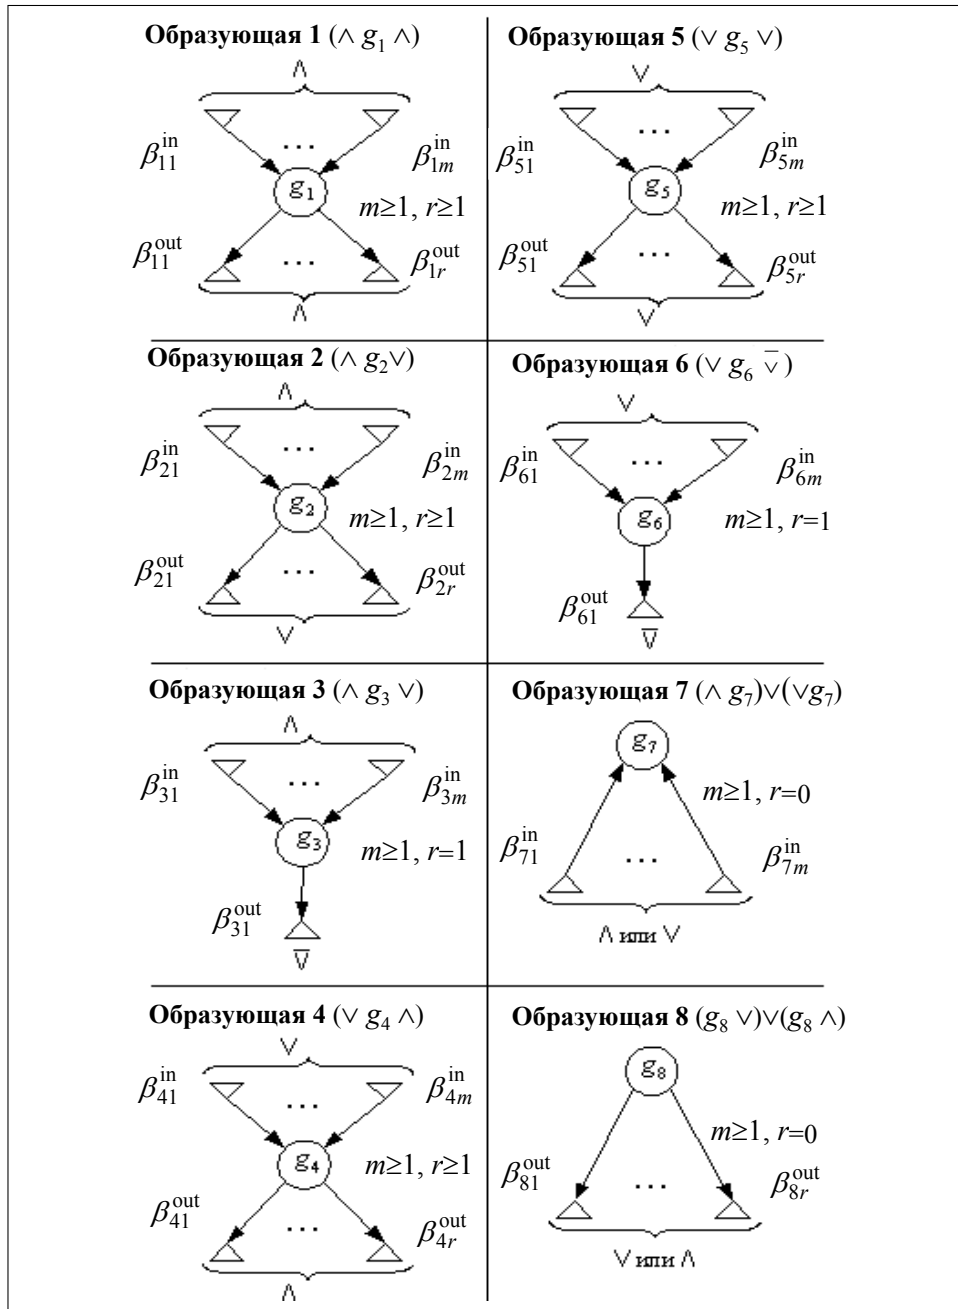 Образующая 1 (∧ g₁ ∧)
∧
β₁₁ⁱⁿ … β₁ₘⁱⁿ
g₁
m≥1, r≥1
β₁₁ᵒᵘᵗ … β₁ᵣᵒᵘᵗ
∧
Образующая 5 (∨ g₅ ∨)
∨
β₅₁ⁱⁿ … β₅ₘⁱⁿ
g₅
m≥1, r≥1
β₅₁ᵒᵘᵗ … β₅ᵣᵒᵘᵗ
∨
Образующая 2 (∧ g₂∨)
∧
β₂₁ⁱⁿ … β₂ₘⁱⁿ
g₂
m≥1, r≥1
β₂₁ᵒᵘᵗ … β₂ᵣᵒᵘᵗ
∨
Образующая 6 (∨ g₆ ∨̅)
∨
β₆₁ⁱⁿ … β₆ₘⁱⁿ
g₆
m≥1, r=1
β₆₁ᵒᵘᵗ
∨̅
Образующая 3 (∧ g₃ ∨)
∧
β₃₁ⁱⁿ … β₃ₘⁱⁿ
g₃
m≥1, r=1
β₃₁ᵒᵘᵗ
∨̅
Образующая 7 (∧ g₇)∨(∨g₇)
g₇
m≥1, r=0
β₇₁ⁱⁿ … β₇ₘⁱⁿ
∧ или ∨
Образующая 4 (∨ g₄ ∧)
∨
β₄₁ⁱⁿ … β₄ₘⁱⁿ
g₄
m≥1, r≥1
β₄₁ᵒᵘᵗ … β₄ᵣᵒᵘᵗ
∧
Образующая 8 (g₈ ∨)∨(g₈ ∧)
g₈
m≥1, r=0
β₈₁ᵒᵘᵗ … β₈ᵣᵒᵘᵗ
∨ или ∧